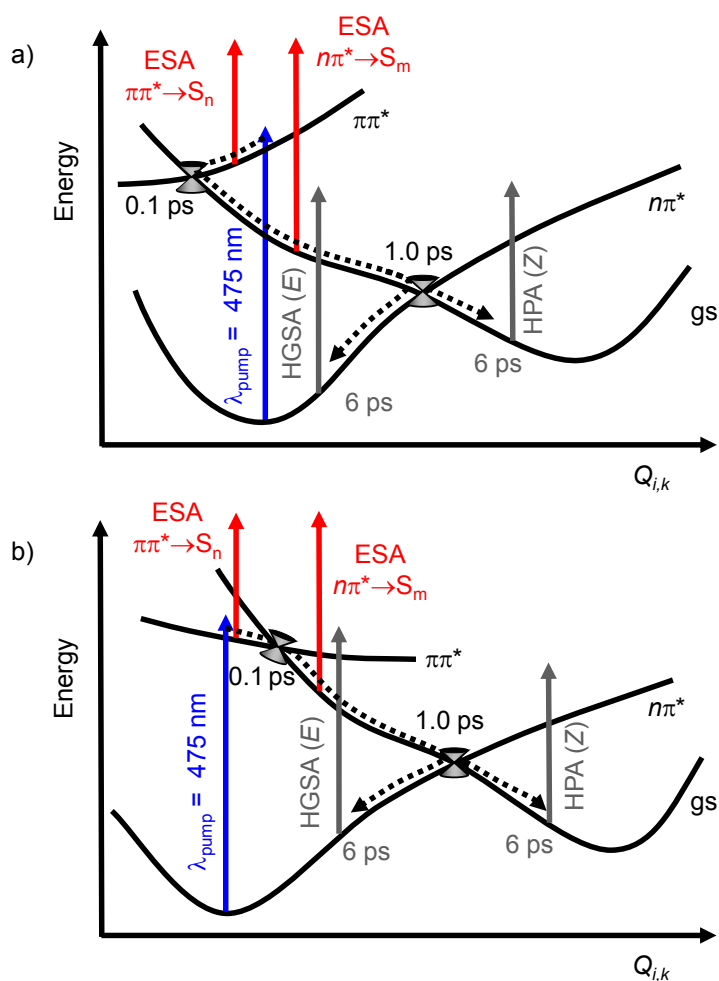 a)
ESA
ππ*→Sn
ESA
nπ*→Sm
ππ*
Energy
0.1 ps
λpump = 475 nm
HGSA (E)
1.0 ps
HPA (Z)
nπ*
gs
6 ps
6 ps
Qi,k
b)
ESA
ππ*→Sn
ESA
nπ*→Sm
Energy
0.1 ps
ππ*
λpump = 475 nm
HGSA (E)
1.0 ps
HPA (Z)
nπ*
gs
6 ps
6 ps
Qi,k